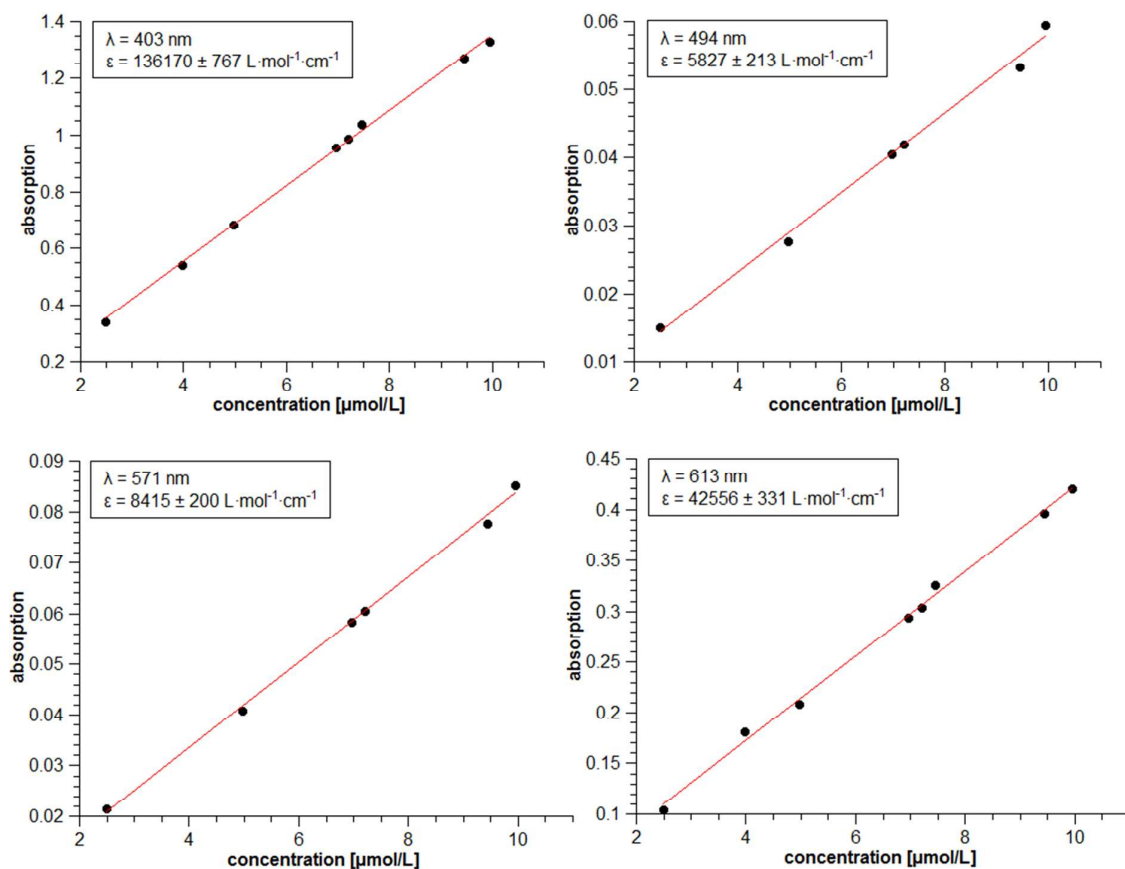 λ = 403 nm
ε = 136170 ± 767 L·mol⁻¹·cm⁻¹
1.4
1.2
1
0.8
0.6
0.4
0.2
absorption
2 4 6 8 10
concentration [µmol/L]
λ = 494 nm
ε = 5827 ± 213 L·mol⁻¹·cm⁻¹
0.06
0.05
0.04
0.03
0.02
0.01
absorption
2 4 6 8 10
concentration [µmol/L]
λ = 571 nm
ε = 8415 ± 200 L·mol⁻¹·cm⁻¹
0.09
0.08
0.07
0.06
0.05
0.04
0.03
0.02
absorption
2 4 6 8 10
concentration [µmol/L]
λ = 613 nm
ε = 42556 ± 331 L·mol⁻¹·cm⁻¹
0.45
0.4
0.35
0.3
0.25
0.2
0.15
0.1
absorption
2 4 6 8 10
concentration [µmol/L]